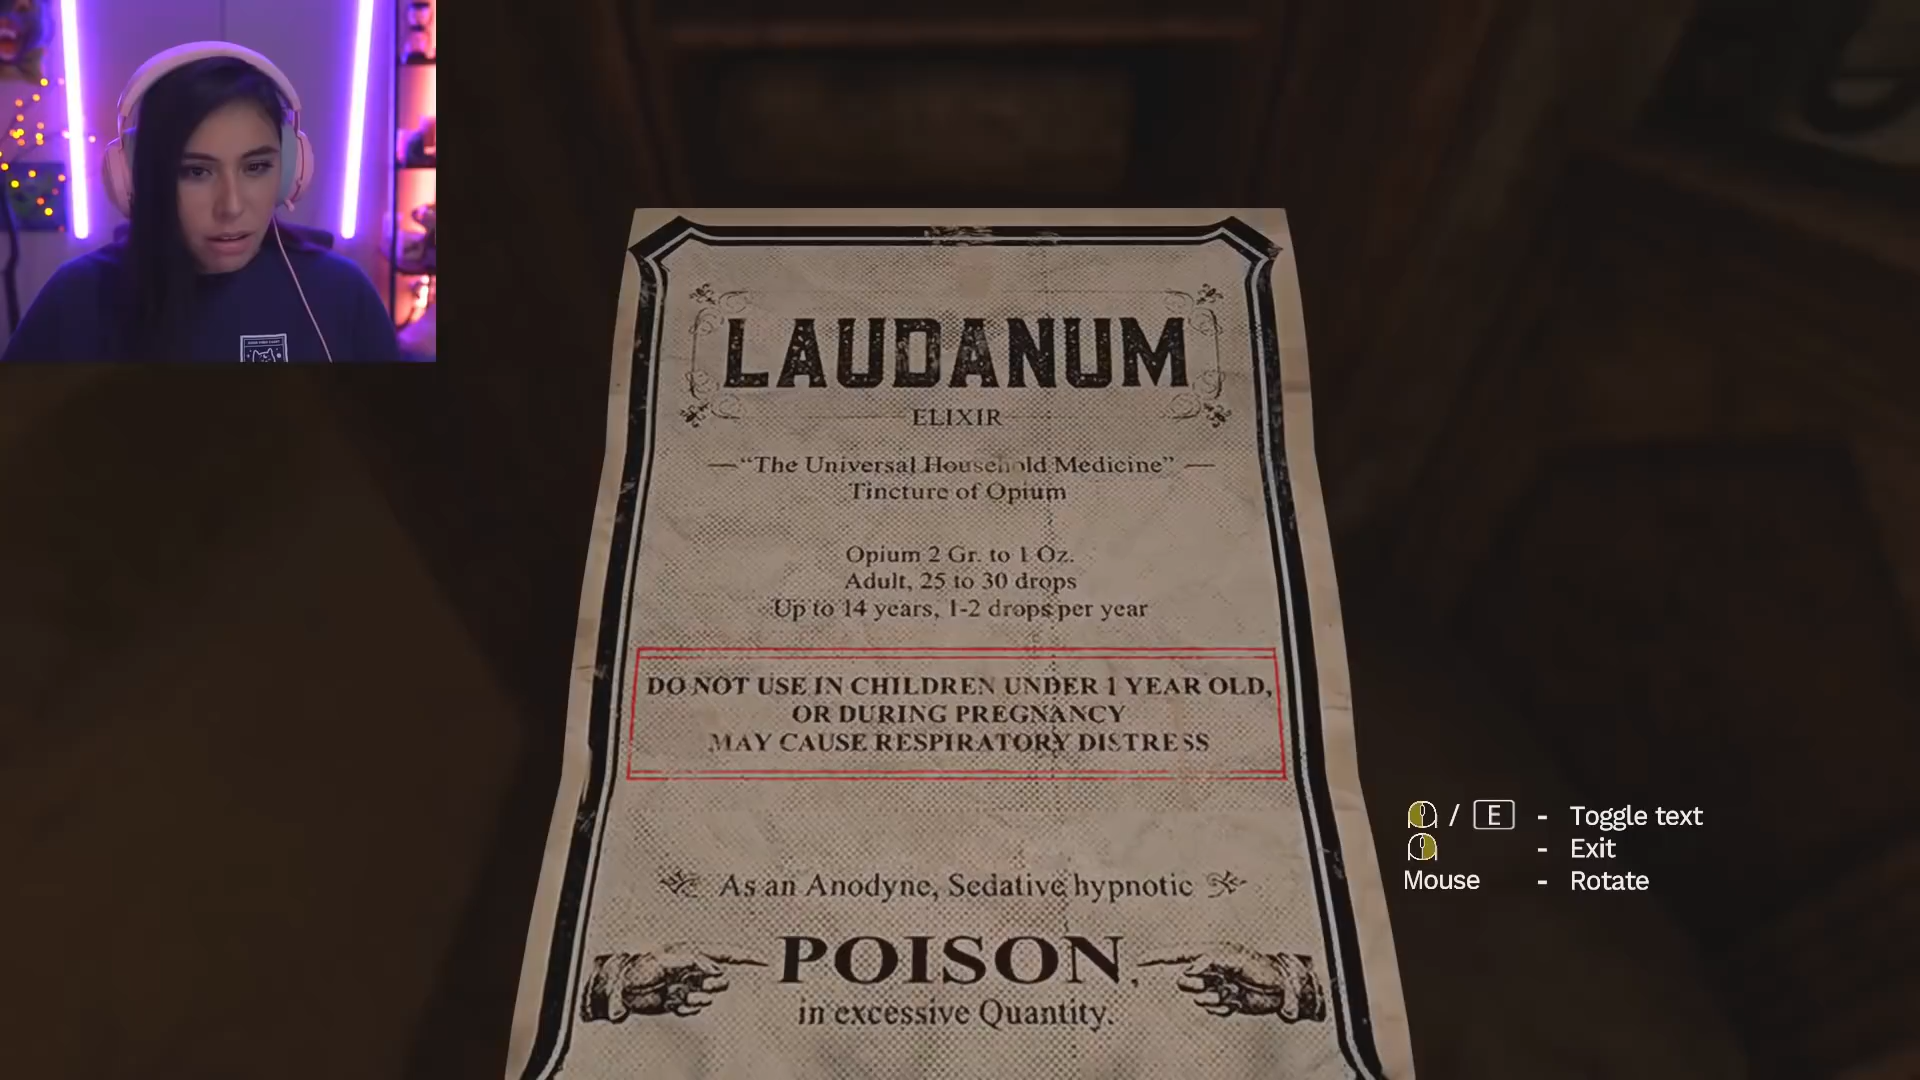 LAUDANUM
ELIXIR
—“The Universal Household Medicine”—
Tincture of Opium
Opium 2 Gr. to 1 Oz.
Adult, 25 to 30 drops
Up to 14 years, 1-2 drops per year
DO NOT USE IN CHILDREN UNDER 1 YEAR OLD,
OR DURING PREGNANCY
MAY CAUSE RESPIRATORY DISTRESS
As an Anodyne, Sedative hypnotic
POISON,
in excessive Quantity.
/ E - Toggle text
- Exit
Mouse - Rotate